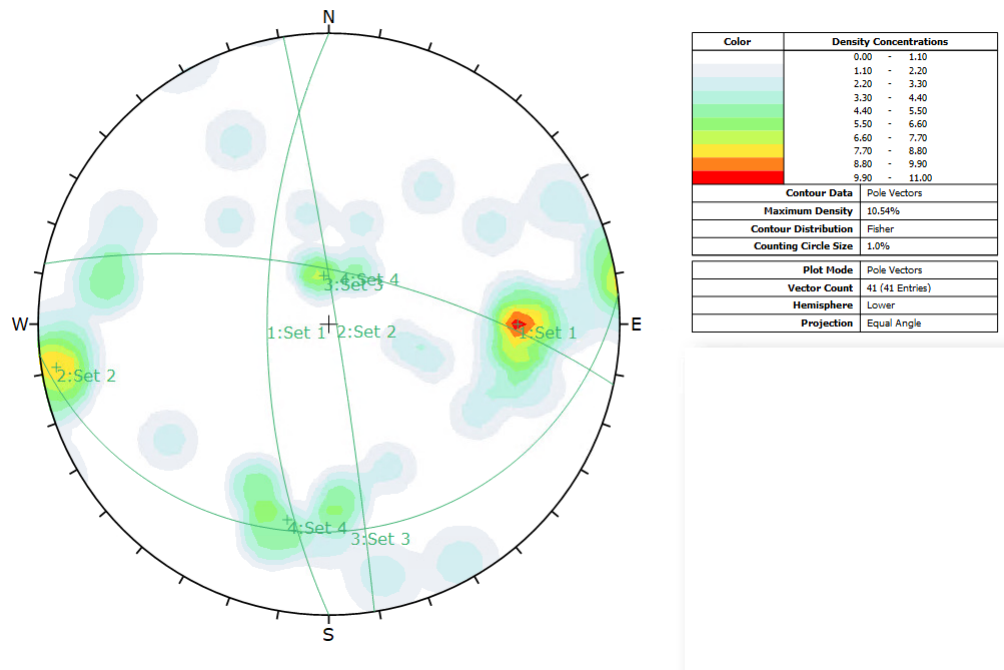 N
W
E
S
4:Set 4
3:Set 3
1:Set 1
2:Set 2
1:Set 1
2:Set 2
4:Set 4
3:Set 3
Color Density Concentrations
0.00 - 1.10
1.10 - 2.20
2.20 - 3.30
3.30 - 4.40
4.40 - 5.50
5.50 - 6.60
6.60 - 7.70
7.70 - 8.80
8.80 - 9.90
9.90 - 11.00
Contour Data Pole Vectors
Maximum Density 10.54%
Contour Distribution Fisher
Counting Circle Size 1.0%
Plot Mode Pole Vectors
Vector Count 41 (41 Entries)
Hemisphere Lower
Projection Equal Angle